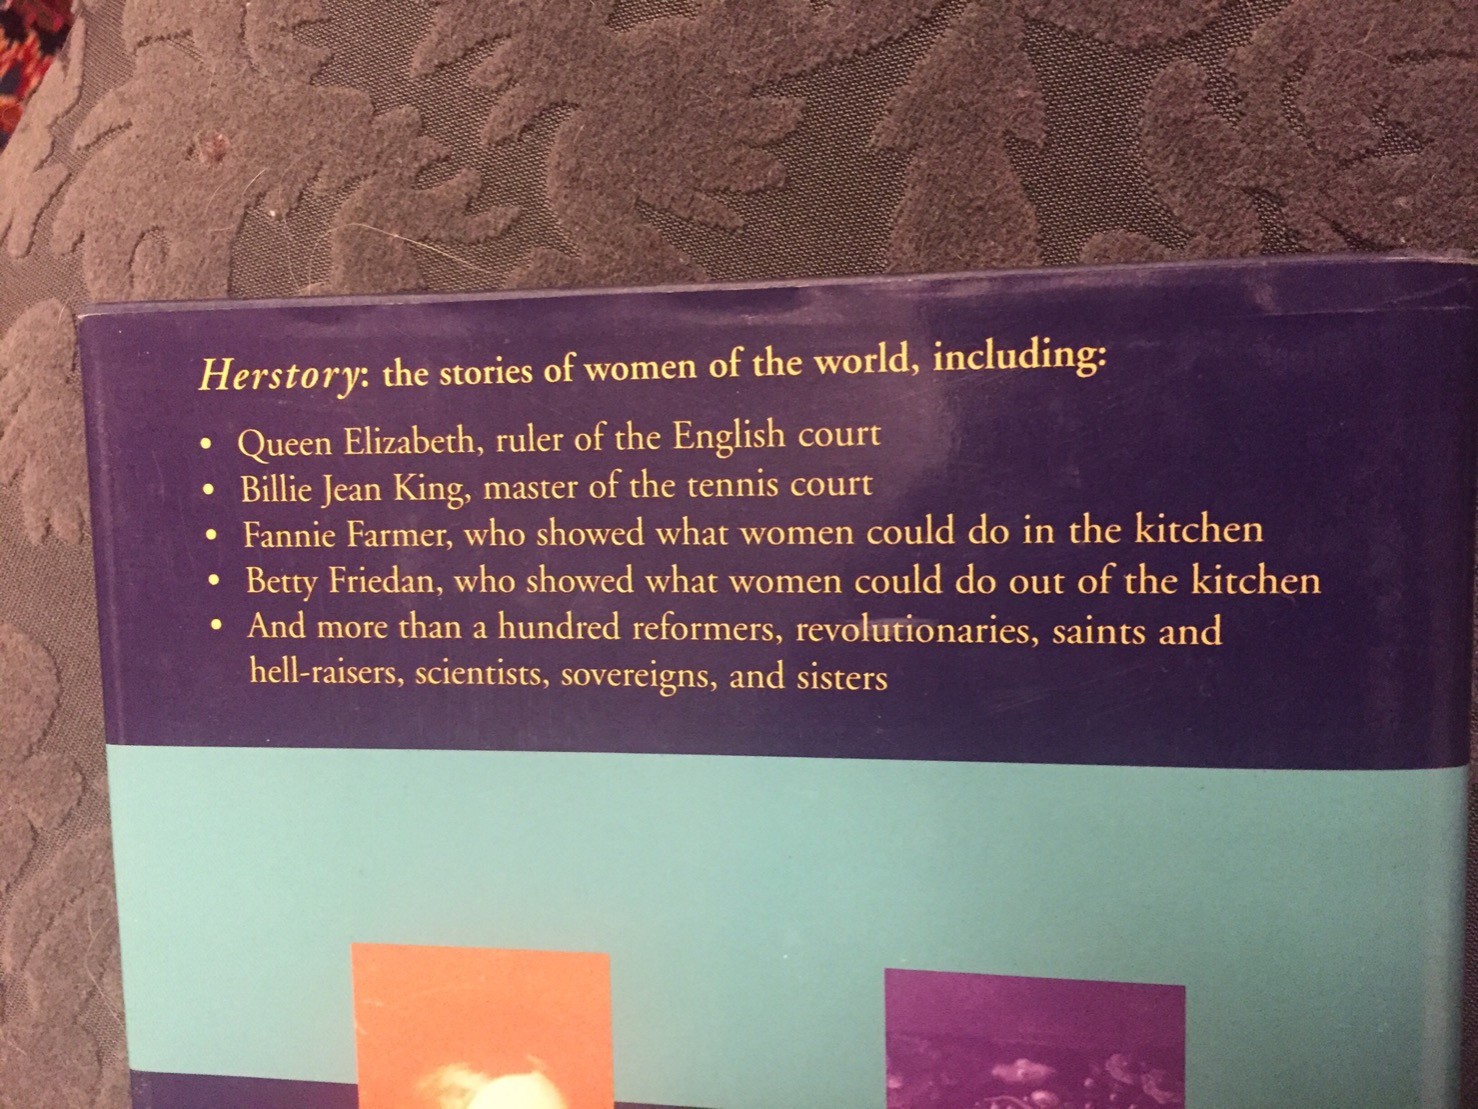 Herstory: the stories of women of the world, including:
• Queen Elizabeth, ruler of the English court
• Billie Jean King, master of the tennis court
• Fannie Farmer, who showed what women could do in the kitchen
• Betty Friedan, who showed what women could do out of the kitchen
• And more than a hundred reformers, revolutionaries, saints and
hell-raisers, scientists, sovereigns, and sisters